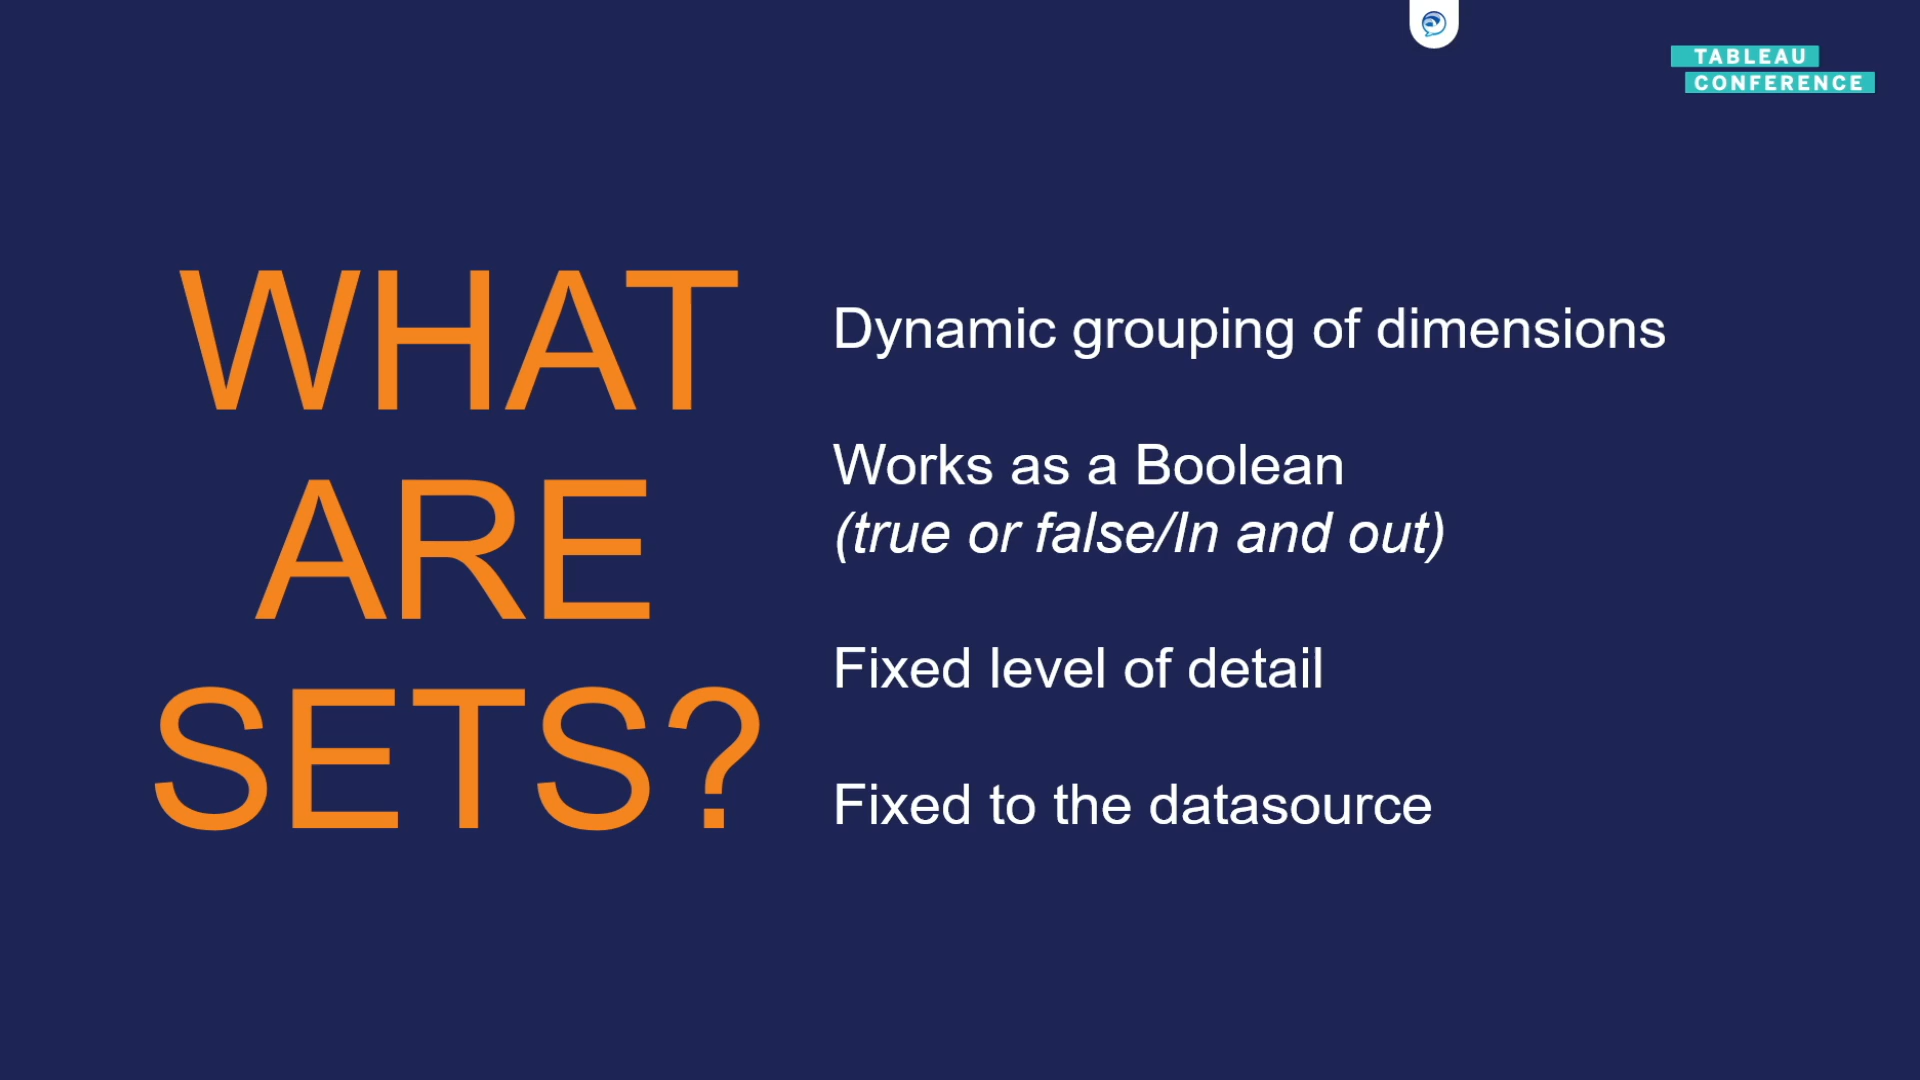 TABLEAU
CONFERENCE
WHAT
ARE
SETS?
Dynamic grouping of dimensions
Works as a Boolean
(true or false/In and out)
Fixed level of detail
Fixed to the datasource